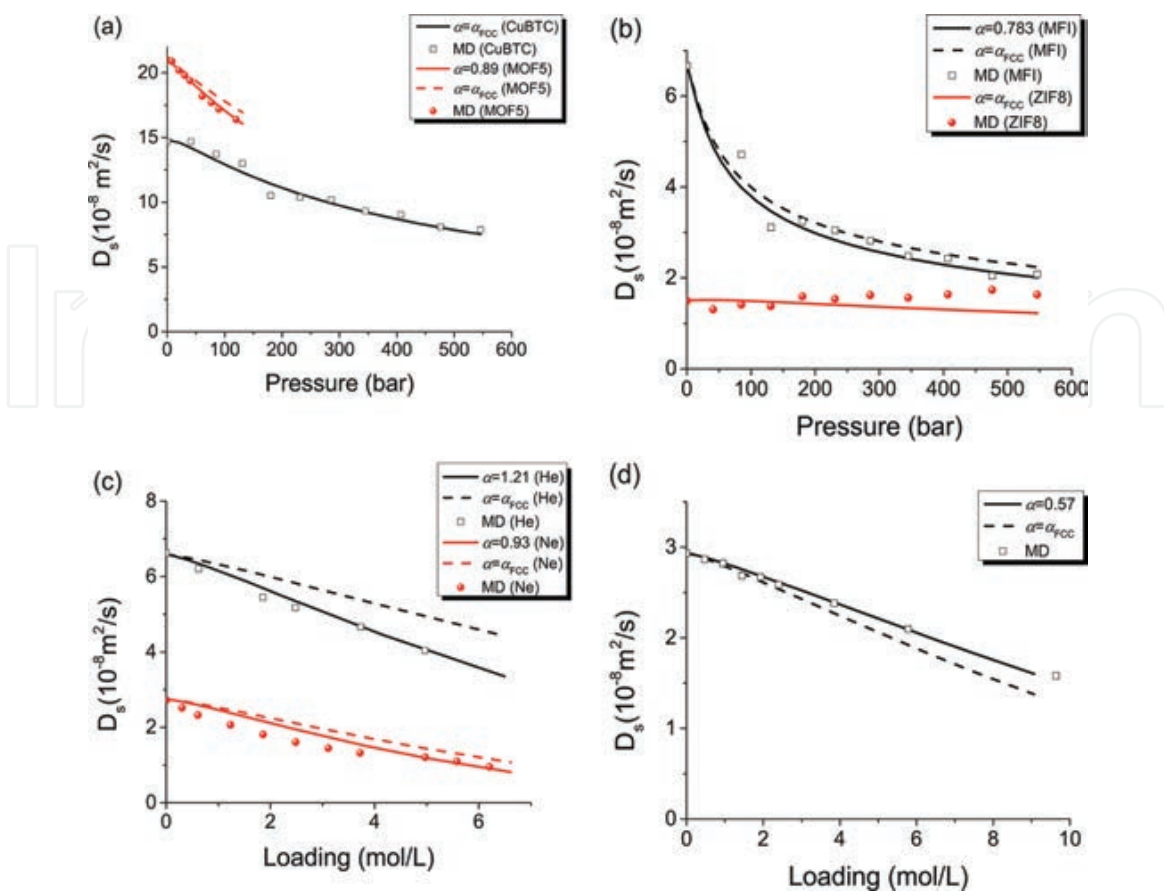 (a)
α=αFCC (CuBTC)
MD (CuBTC)
α=0.89 (MOF5)
α=αFCC (MOF5)
MD (MOF5)
20
15
10
5
0
Ds(10-8 m2/s)
0 100 200 300 400 500 600
Pressure (bar)
(b)
α=0.783 (MFI)
α=αFCC (MFI)
MD (MFI)
α=αFCC (ZIF8)
MD (ZIF8)
6
4
2
0
Ds(10-8m2/s)
0 100 200 300 400 500 600
Pressure (bar)
(c)
α=1.21 (He)
α=αFCC (He)
MD (He)
α=0.93 (Ne)
α=αFCC (Ne)
MD (Ne)
8
6
4
2
0
Ds(10-8m2/s)
0 2 4 6
Loading (mol/L)
(d)
α=0.57
α=αFCC
MD
3
2
1
0
Ds(10-8m2/s)
0 2 4 6 8 10
Loading (mol/L)